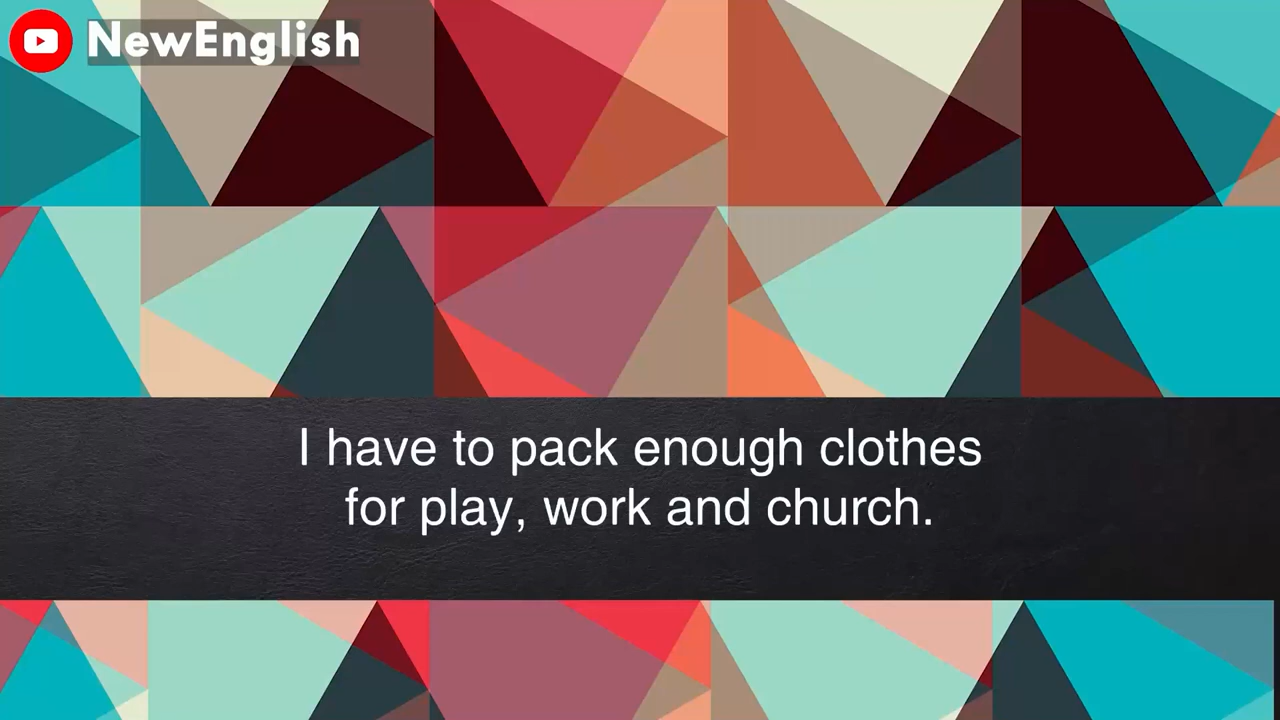 NewEnglish
I have to pack enough clothes
for play, work and church.